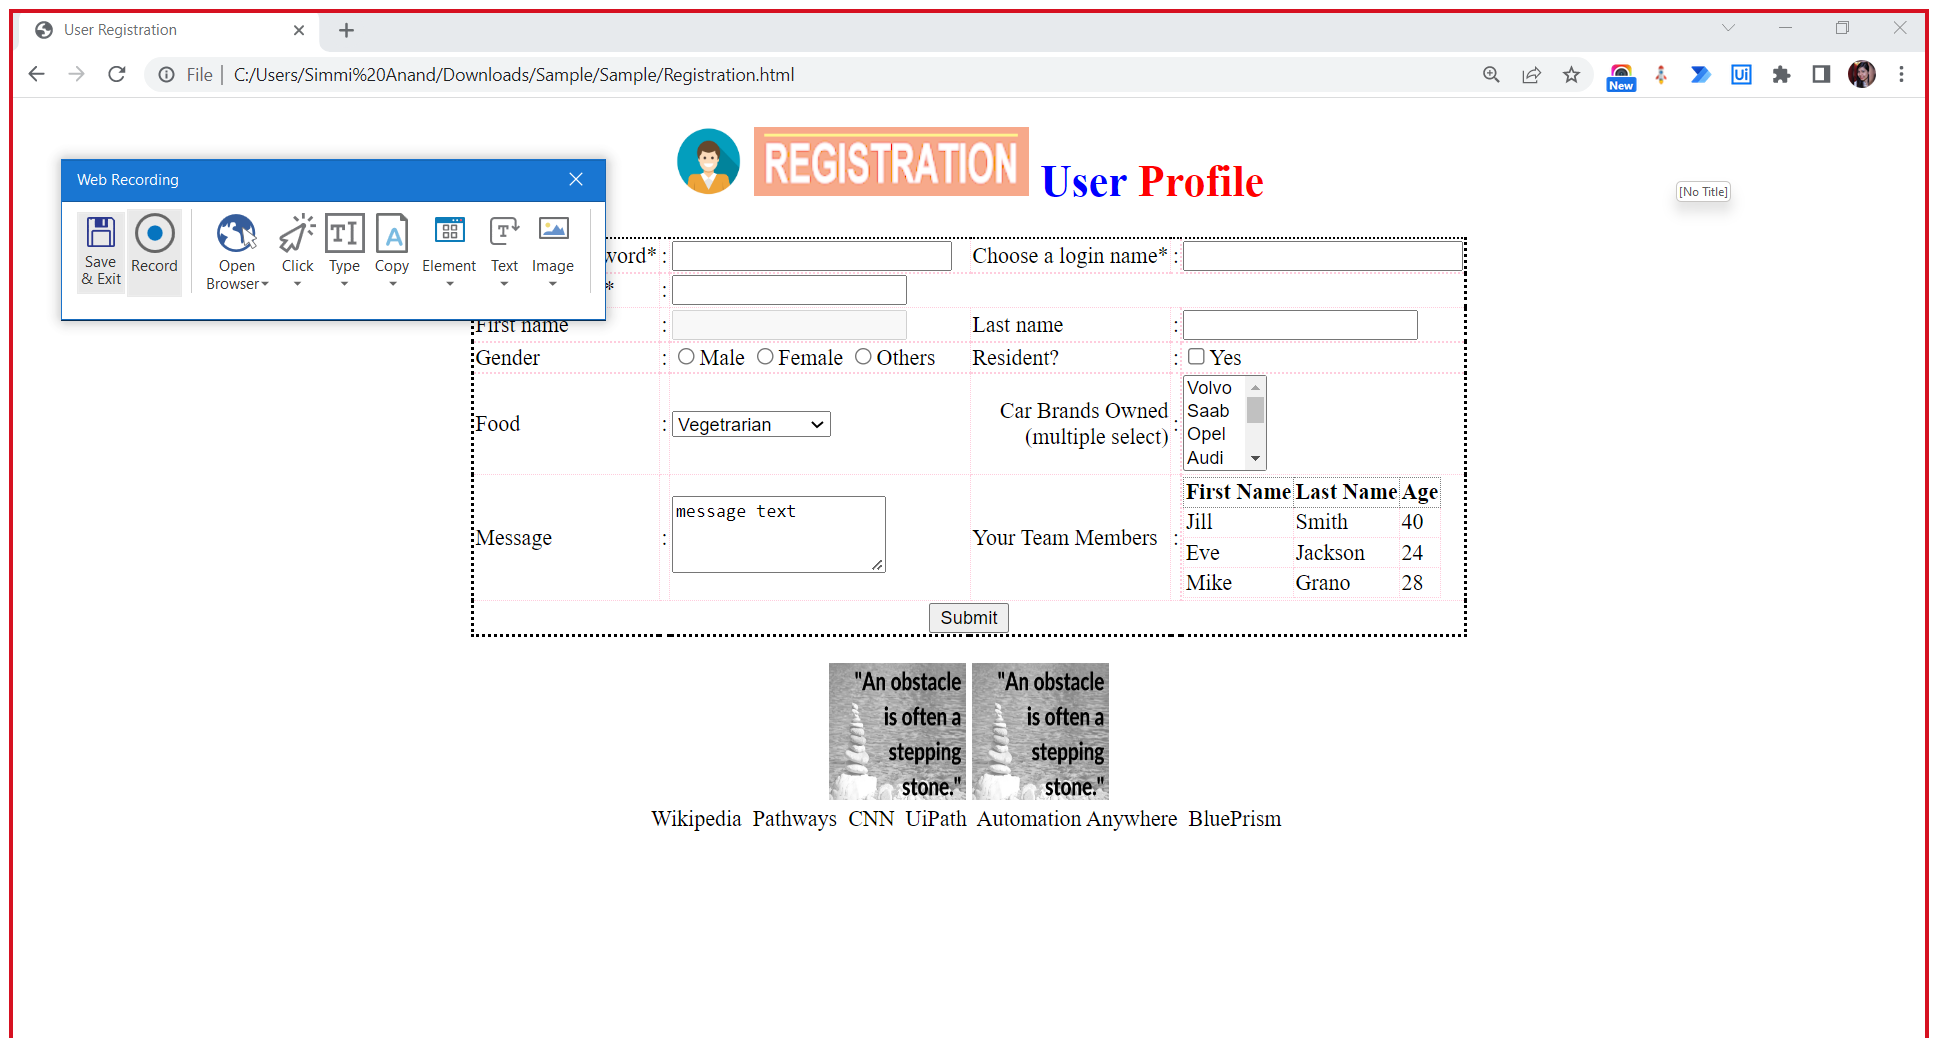 User Registration
File | C:/Users/Simmi%20Anand/Downloads/Sample/Sample/Registration.html
New
Ui
REGISTRATION User Profile
[No Title]
Web Recording
Save & Exit
Record
Open Browser
Click
Type
Copy
Element
Text
Image
word* : Choose a login name* :
* :
First name : Last name :
Gender : Male Female Others Resident? : Yes
Food : Vegetrarian Car Brands Owned (multiple select) :
Volvo
Saab
Opel
Audi
Message : message text Your Team Members :
First Name Last Name Age
Jill Smith 40
Eve Jackson 24
Mike Grano 28
Submit
"An obstacle is often a stepping stone."
"An obstacle is often a stepping stone."
Wikipedia Pathways CNN UiPath Automation Anywhere BluePrism